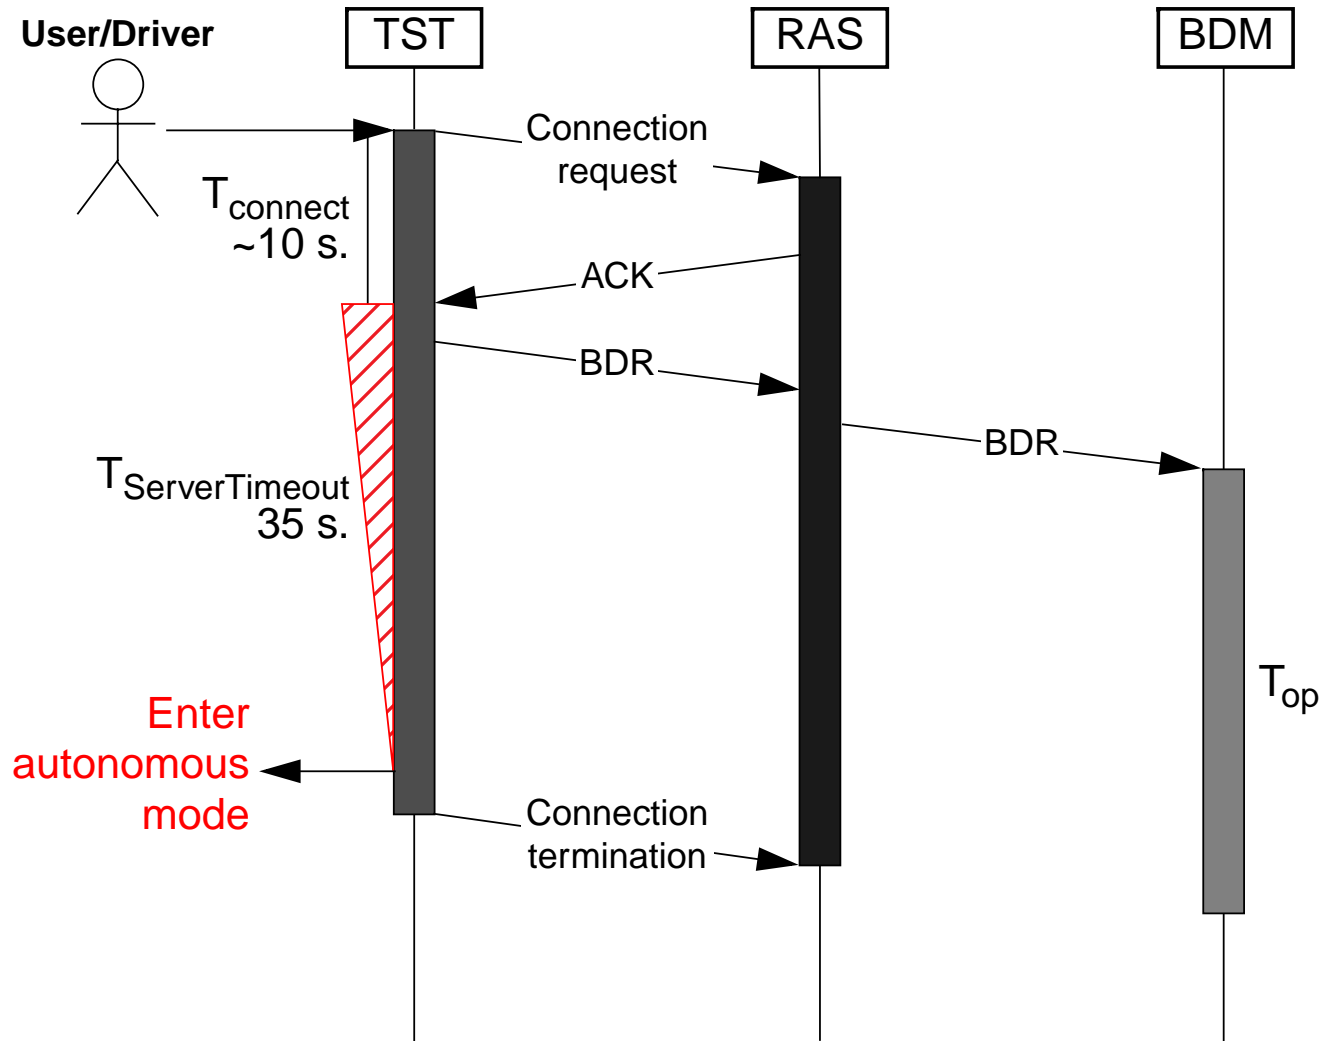 User/Driver
TST
RAS
BDM
Connection
request
Tconnect
~10 s.
ACK
BDR
BDR
TServerTimeout
35 s.
Top
Enter
autonomous
mode
Connection
termination